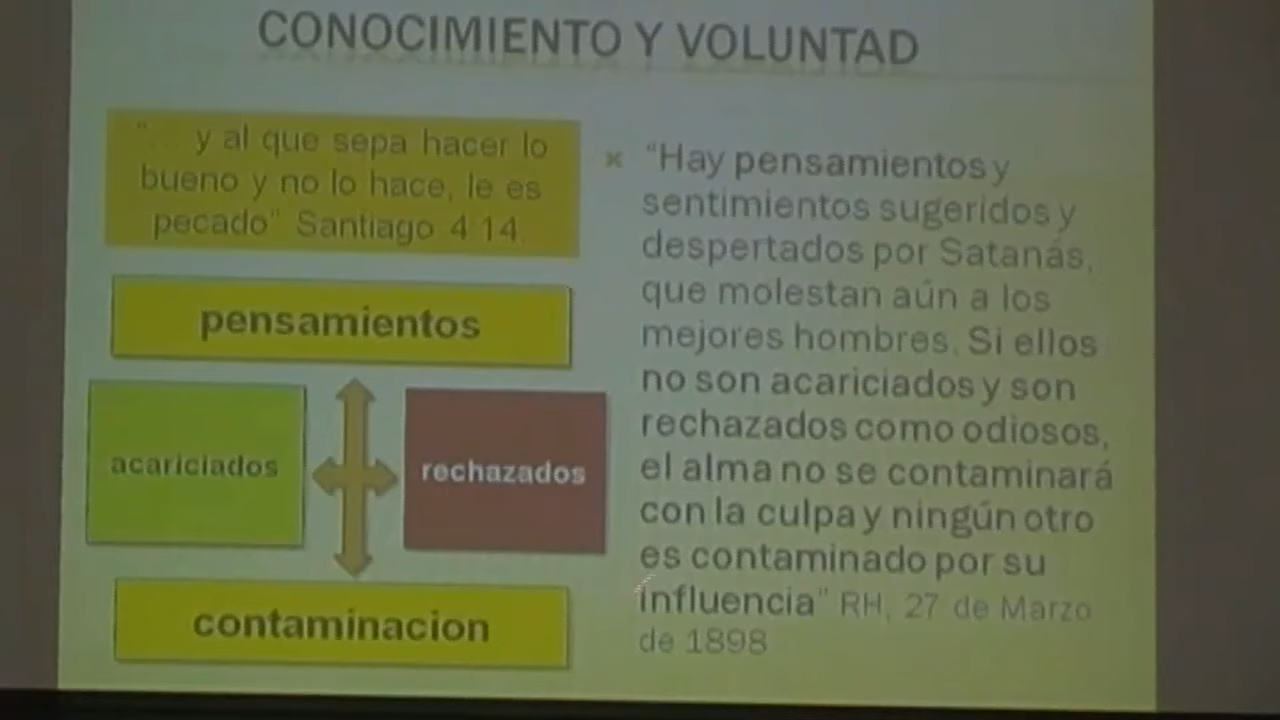 CONOCIMIENTO Y VOLUNTAD
"... y al que sepa hacer lo
bueno y no lo hace, le es
pecado" Santiago 4 14.
pensamientos
acariciados
rechazados
contaminacion
"Hay pensamientos y
sentimientos sugeridos y
despertados por Satanás,
que molestan aún a los
mejores hombres. Si ellos
no son acariciados y son
rechazados como odiosos,
el alma no se contaminará
con la culpa y ningún otro
es contaminado por su
influencia" RH, 27 de Marzo
de 1898